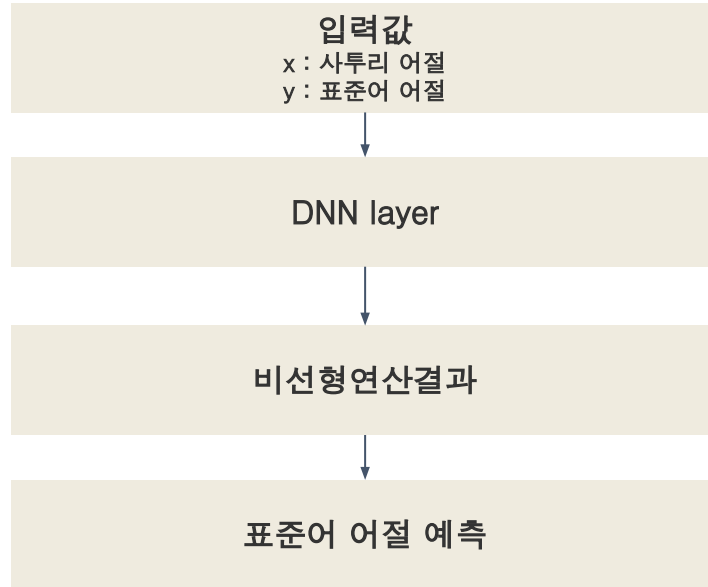 입력값
x : 사투리 어절
y : 표준어 어절
DNN layer
비선형연산결과
표준어 어절 예측